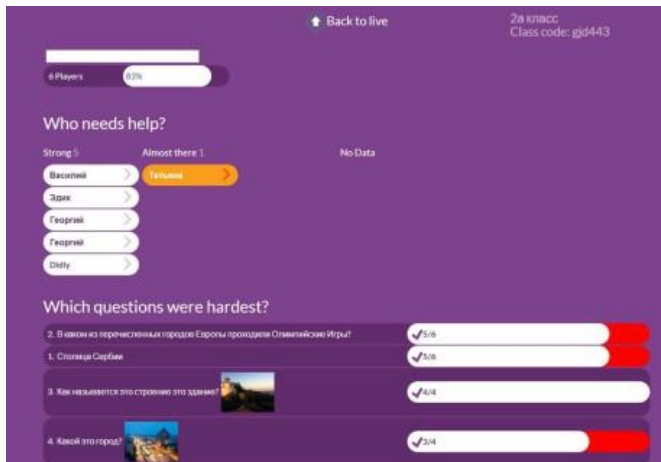 Back to live
2а класс
Class code: gjd443
6 Players 83%
Who needs help?
Strong 5 Almost there 1 No Data
Василий Татьяна
Эдик
Георгий
Георгий
Didly
Which questions were hardest?
2. В каком из перечисленных городов Европы проходили Олимпийские Игры? 5/6
1. Столица Сербии 5/6
3. Как называется это строение это здание? 4/4
4. Какой это город? 3/4